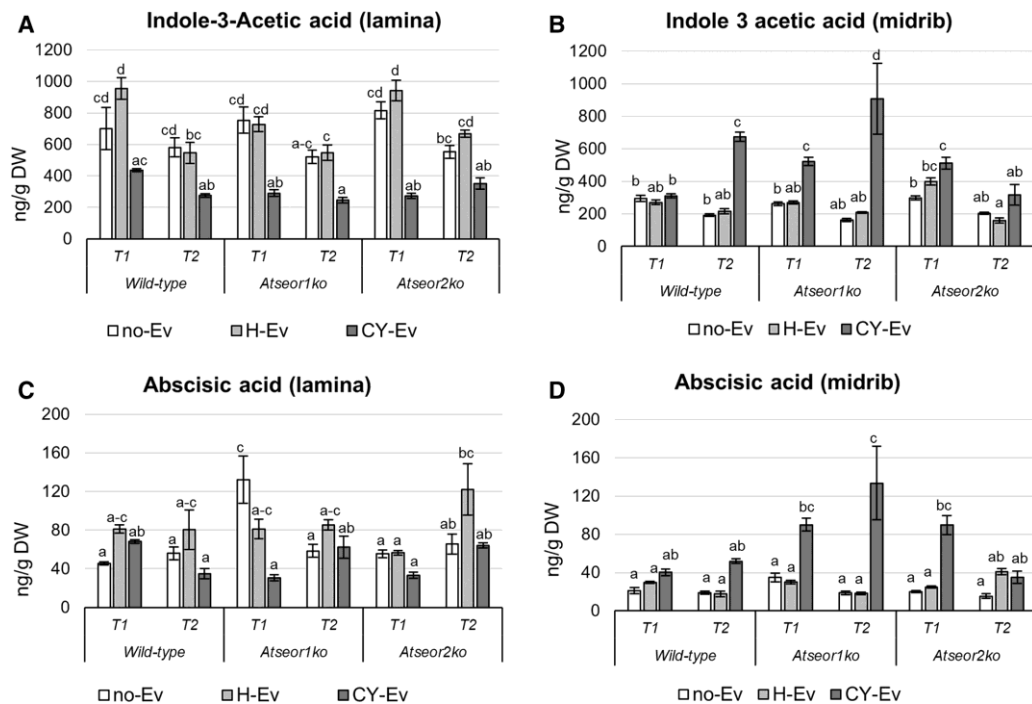 A
Indole-3-Acetic acid (lamina)
ng/g DW
1200
1000
800
600
400
200
0
cd d ac cd bc ab cd cd ab a-c c a cd d ab bc cd ab
T1 T2 T1 T2 T1 T2
Wild-type Atseor1ko Atseor2ko
no-Ev H-Ev CY-Ev
B
Indole 3 acetic acid (midrib)
ng/g DW
1200
1000
800
600
400
200
0
b ab b ab ab c b ab c ab ab d b bc c ab a ab
T1 T2 T1 T2 T1 T2
Wild-type Atseor1ko Atseor2ko
no-Ev H-Ev CY-Ev
C
Abscisic acid (lamina)
ng/g DW
200
160
120
80
40
0
a a-c ab a a-c a c a-c a a a-c ab a a a ab bc ab
T1 T2 T1 T2 T1 T2
Wild-type Atseor1ko Atseor2ko
no-Ev H-Ev CY-Ev
D
Abscisic acid (midrib)
ng/g DW
200
160
120
80
40
0
a a ab a a ab a a bc a a c a a bc a ab ab
T1 T2 T1 T2 T1 T2
Wild-type Atseor1ko Atseor2ko
no-Ev H-Ev CY-Ev